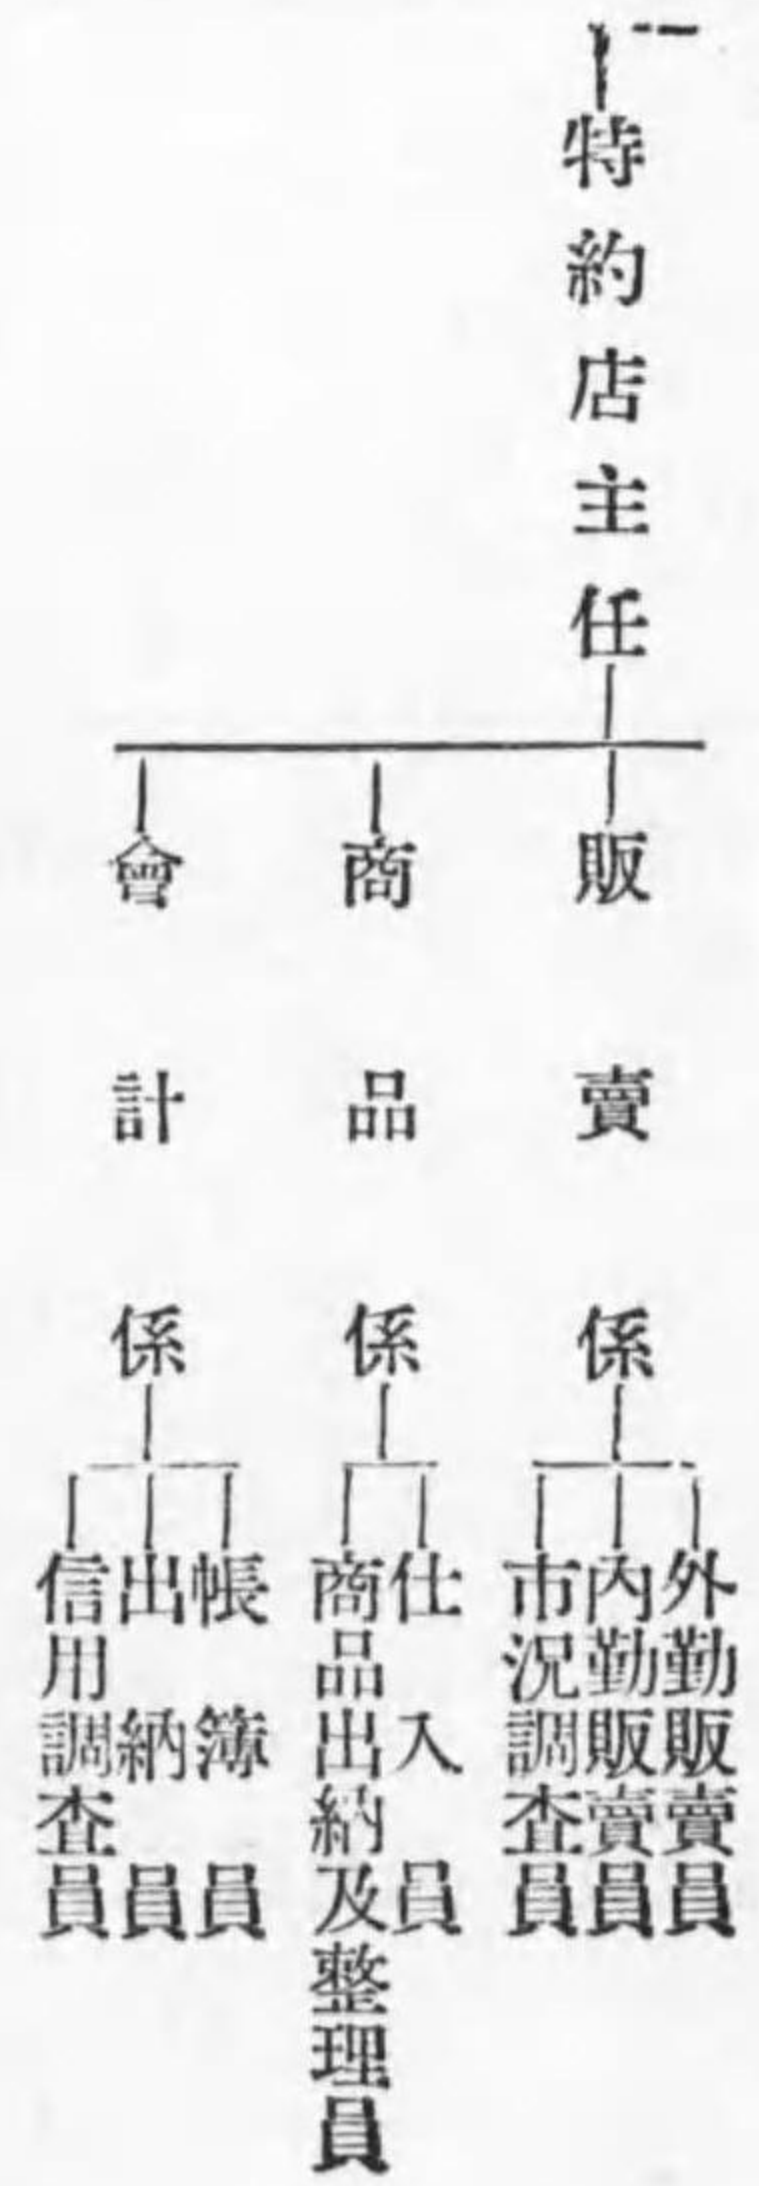 特約店主任
販賣係
外勤販賣員
內勤販賣員
市況調査員
商品係
仕入員
商品出納及整理員
會計係
帳簿員
出納員
信用調査員